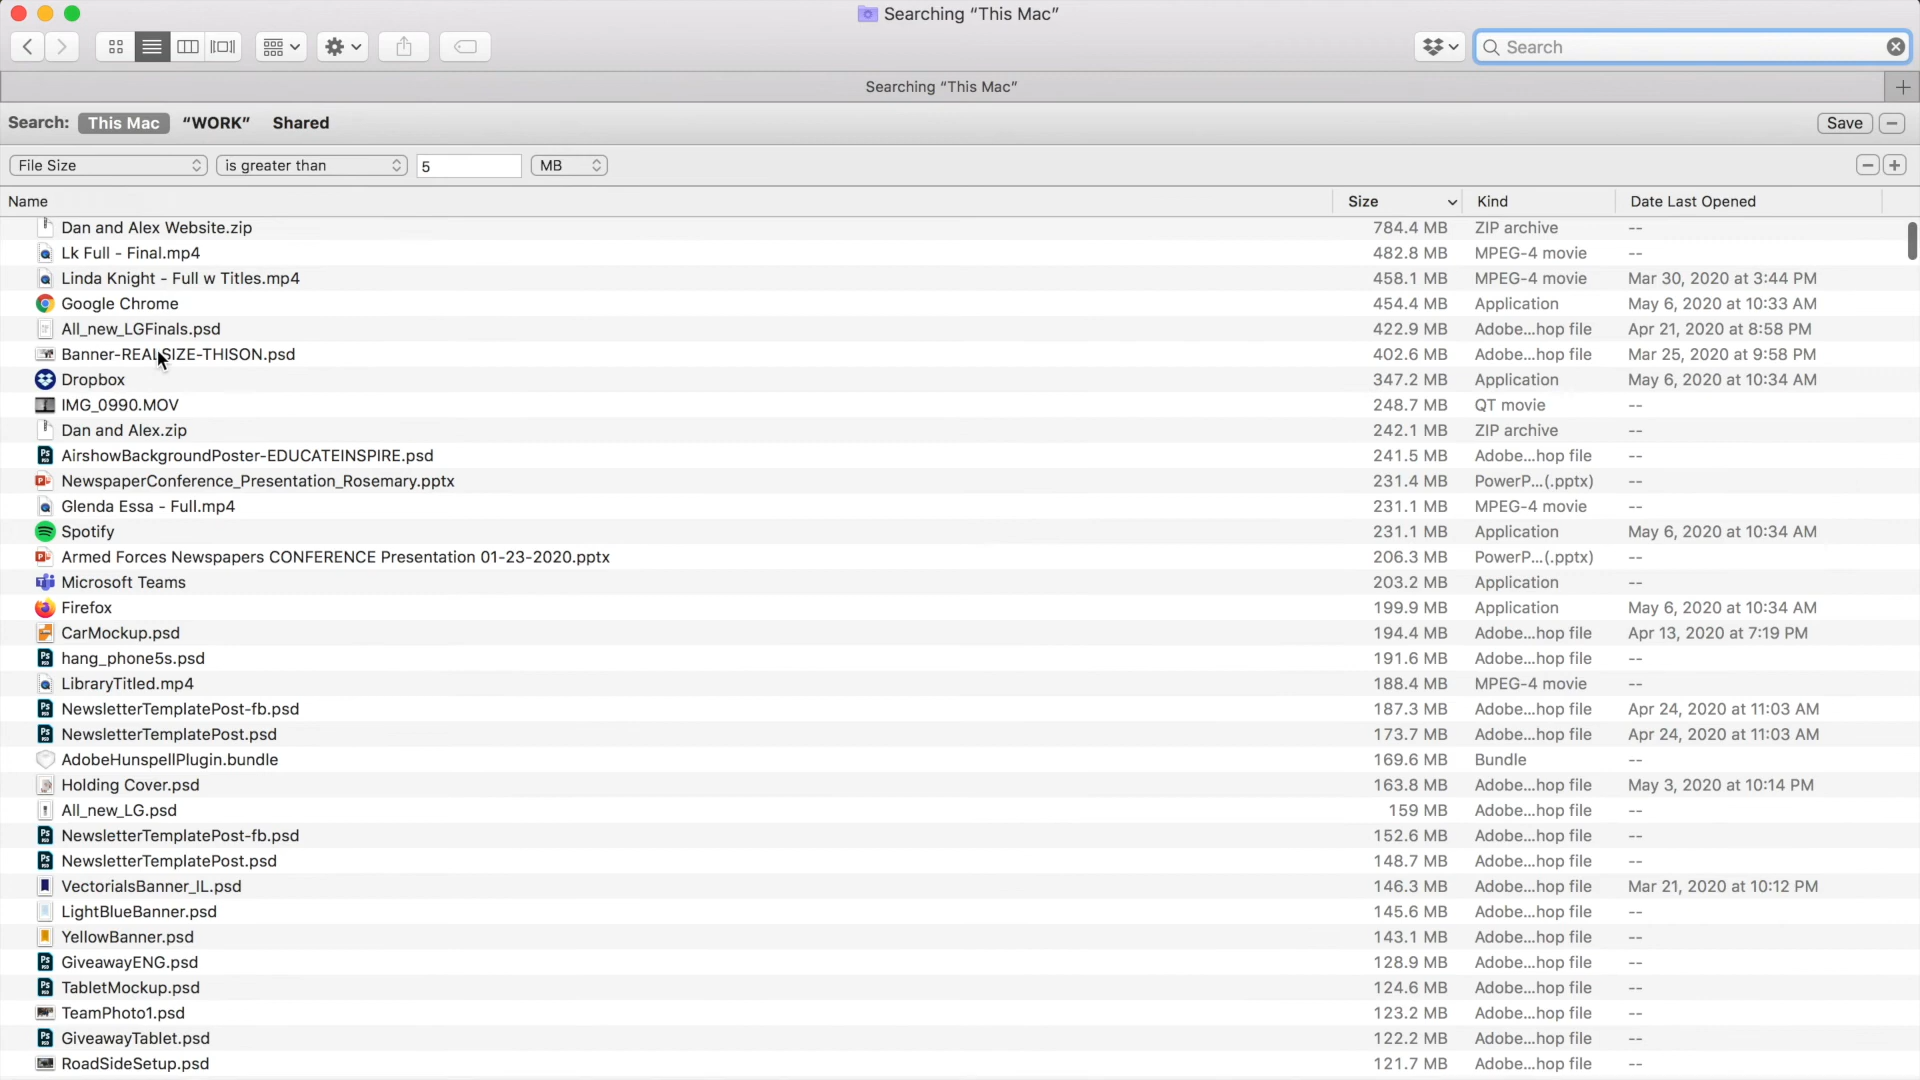 Searching “This Mac”
Search
Searching “This Mac”
Search: This Mac “WORK” Shared Save
File Size is greater than 5 MB
Name Size Kind Date Last Opened
Dan and Alex Website.zip 784.4 MB ZIP archive --
Lk Full - Final.mp4 482.8 MB MPEG-4 movie --
Linda Knight - Full w Titles.mp4 458.1 MB MPEG-4 movie Mar 30, 2020 at 3:44 PM
Google Chrome 454.4 MB Application May 6, 2020 at 10:33 AM
All_new_LGFinals.psd 422.9 MB Adobe...hop file Apr 21, 2020 at 8:58 PM
Banner-REALSIZE-THISON.psd 402.6 MB Adobe...hop file Mar 25, 2020 at 9:58 PM
Dropbox 347.2 MB Application May 6, 2020 at 10:34 AM
IMG_0990.MOV 248.7 MB QT movie --
Dan and Alex.zip 242.1 MB ZIP archive --
AirshowBackgroundPoster-EDUCATEINSPIRE.psd 241.5 MB Adobe...hop file --
NewspaperConference_Presentation_Rosemary.pptx 231.4 MB PowerP...(.pptx) --
Glenda Essa - Full.mp4 231.1 MB MPEG-4 movie --
Spotify 231.1 MB Application May 6, 2020 at 10:34 AM
Armed Forces Newspapers CONFERENCE Presentation 01-23-2020.pptx 206.3 MB PowerP...(.pptx) --
Microsoft Teams 203.2 MB Application --
Firefox 199.9 MB Application May 6, 2020 at 10:34 AM
CarMockup.psd 194.4 MB Adobe...hop file Apr 13, 2020 at 7:19 PM
hang_phone5s.psd 191.6 MB Adobe...hop file --
LibraryTitled.mp4 188.4 MB MPEG-4 movie --
NewsletterTemplatePost-fb.psd 187.3 MB Adobe...hop file Apr 24, 2020 at 11:03 AM
NewsletterTemplatePost.psd 173.7 MB Adobe...hop file Apr 24, 2020 at 11:03 AM
AdobeHunspellPlugin.bundle 169.6 MB Bundle --
Holding Cover.psd 163.8 MB Adobe...hop file May 3, 2020 at 10:14 PM
All_new_LG.psd 159 MB Adobe...hop file --
NewsletterTemplatePost-fb.psd 152.6 MB Adobe...hop file --
NewsletterTemplatePost.psd 148.7 MB Adobe...hop file --
VectorialsBanner_IL.psd 146.3 MB Adobe...hop file Mar 21, 2020 at 10:12 PM
LightBlueBanner.psd 145.6 MB Adobe...hop file --
YellowBanner.psd 143.1 MB Adobe...hop file --
GiveawayENG.psd 128.9 MB Adobe...hop file --
TabletMockup.psd 124.6 MB Adobe...hop file --
TeamPhoto1.psd 123.2 MB Adobe...hop file --
GiveawayTablet.psd 122.2 MB Adobe...hop file --
RoadSideSetup.psd 121.7 MB Adobe...hop file --